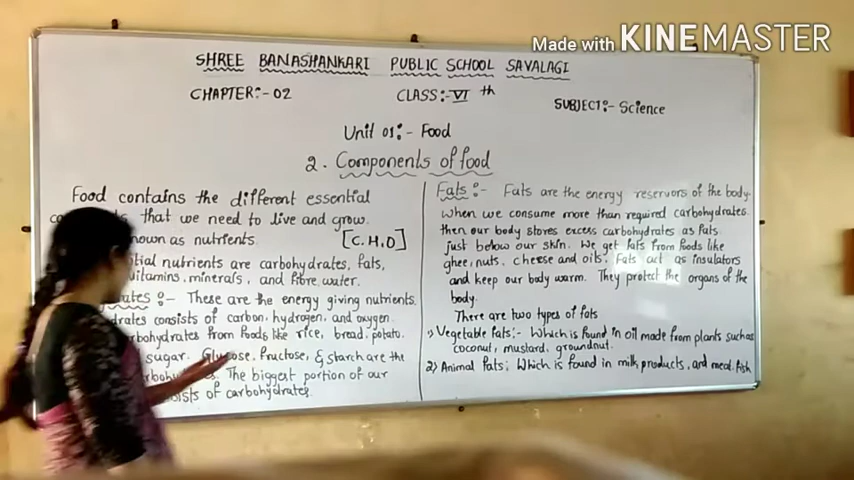 Made with KINEMASTER
SHREE BANASHANKARI PUBLIC SCHOOL SAVALAGI
CHAPTER:- 02 CLASS:- VI th SUBJECT:- Science
Unit 01:- Food
2. Components of food
Food contains the different essential
that we need to live and grow.
nown as nutrients. [C.H.O]
ntial nutrients are carbohydrates, fats,
vitamins, minerals, and fibre, water.
rates :- These are the energy giving nutrients.
drates consists of carbon, hydrogen, and oxygen.
rbohydrates from foods like rice, bread, potato.
sugar. Glucose, fructose, & starch are the
rbohydrates. The biggest portion of our
sists of carbohydrates.
Fats :- Fats are the energy reservors of the body.
When we consume more than required carbohydrates
then our body stores excess carbohydrates as fats
just below our skin. We get fats from foods like
ghee, nuts, cheese and oils. Fats act as insulators
and keep our body warm. They protect the organs of the
body.
There are two types of fats
1) Vegetable fats:- Which is found in oil made from plants such as
coconut, mustard, groundnut.
2) Animal fats; Which is found in milk products, and meat, fish